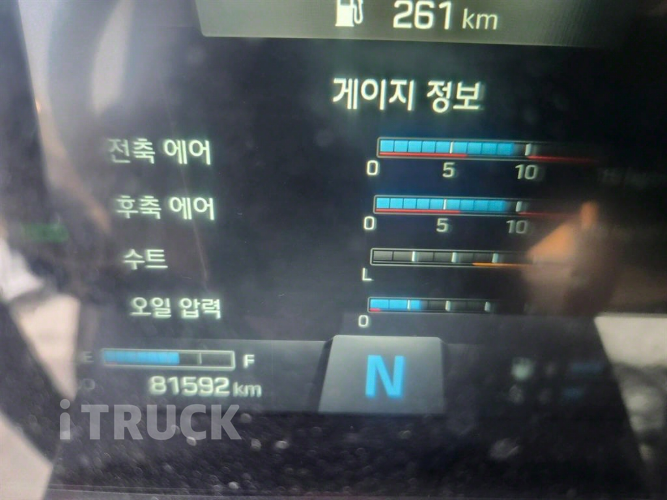 261 km
게이지 정보
전축 에어
0 5 10
후축 에어
0 5 10
수트
L
오일 압력
0
E F
81592 km
N
iTRUCK